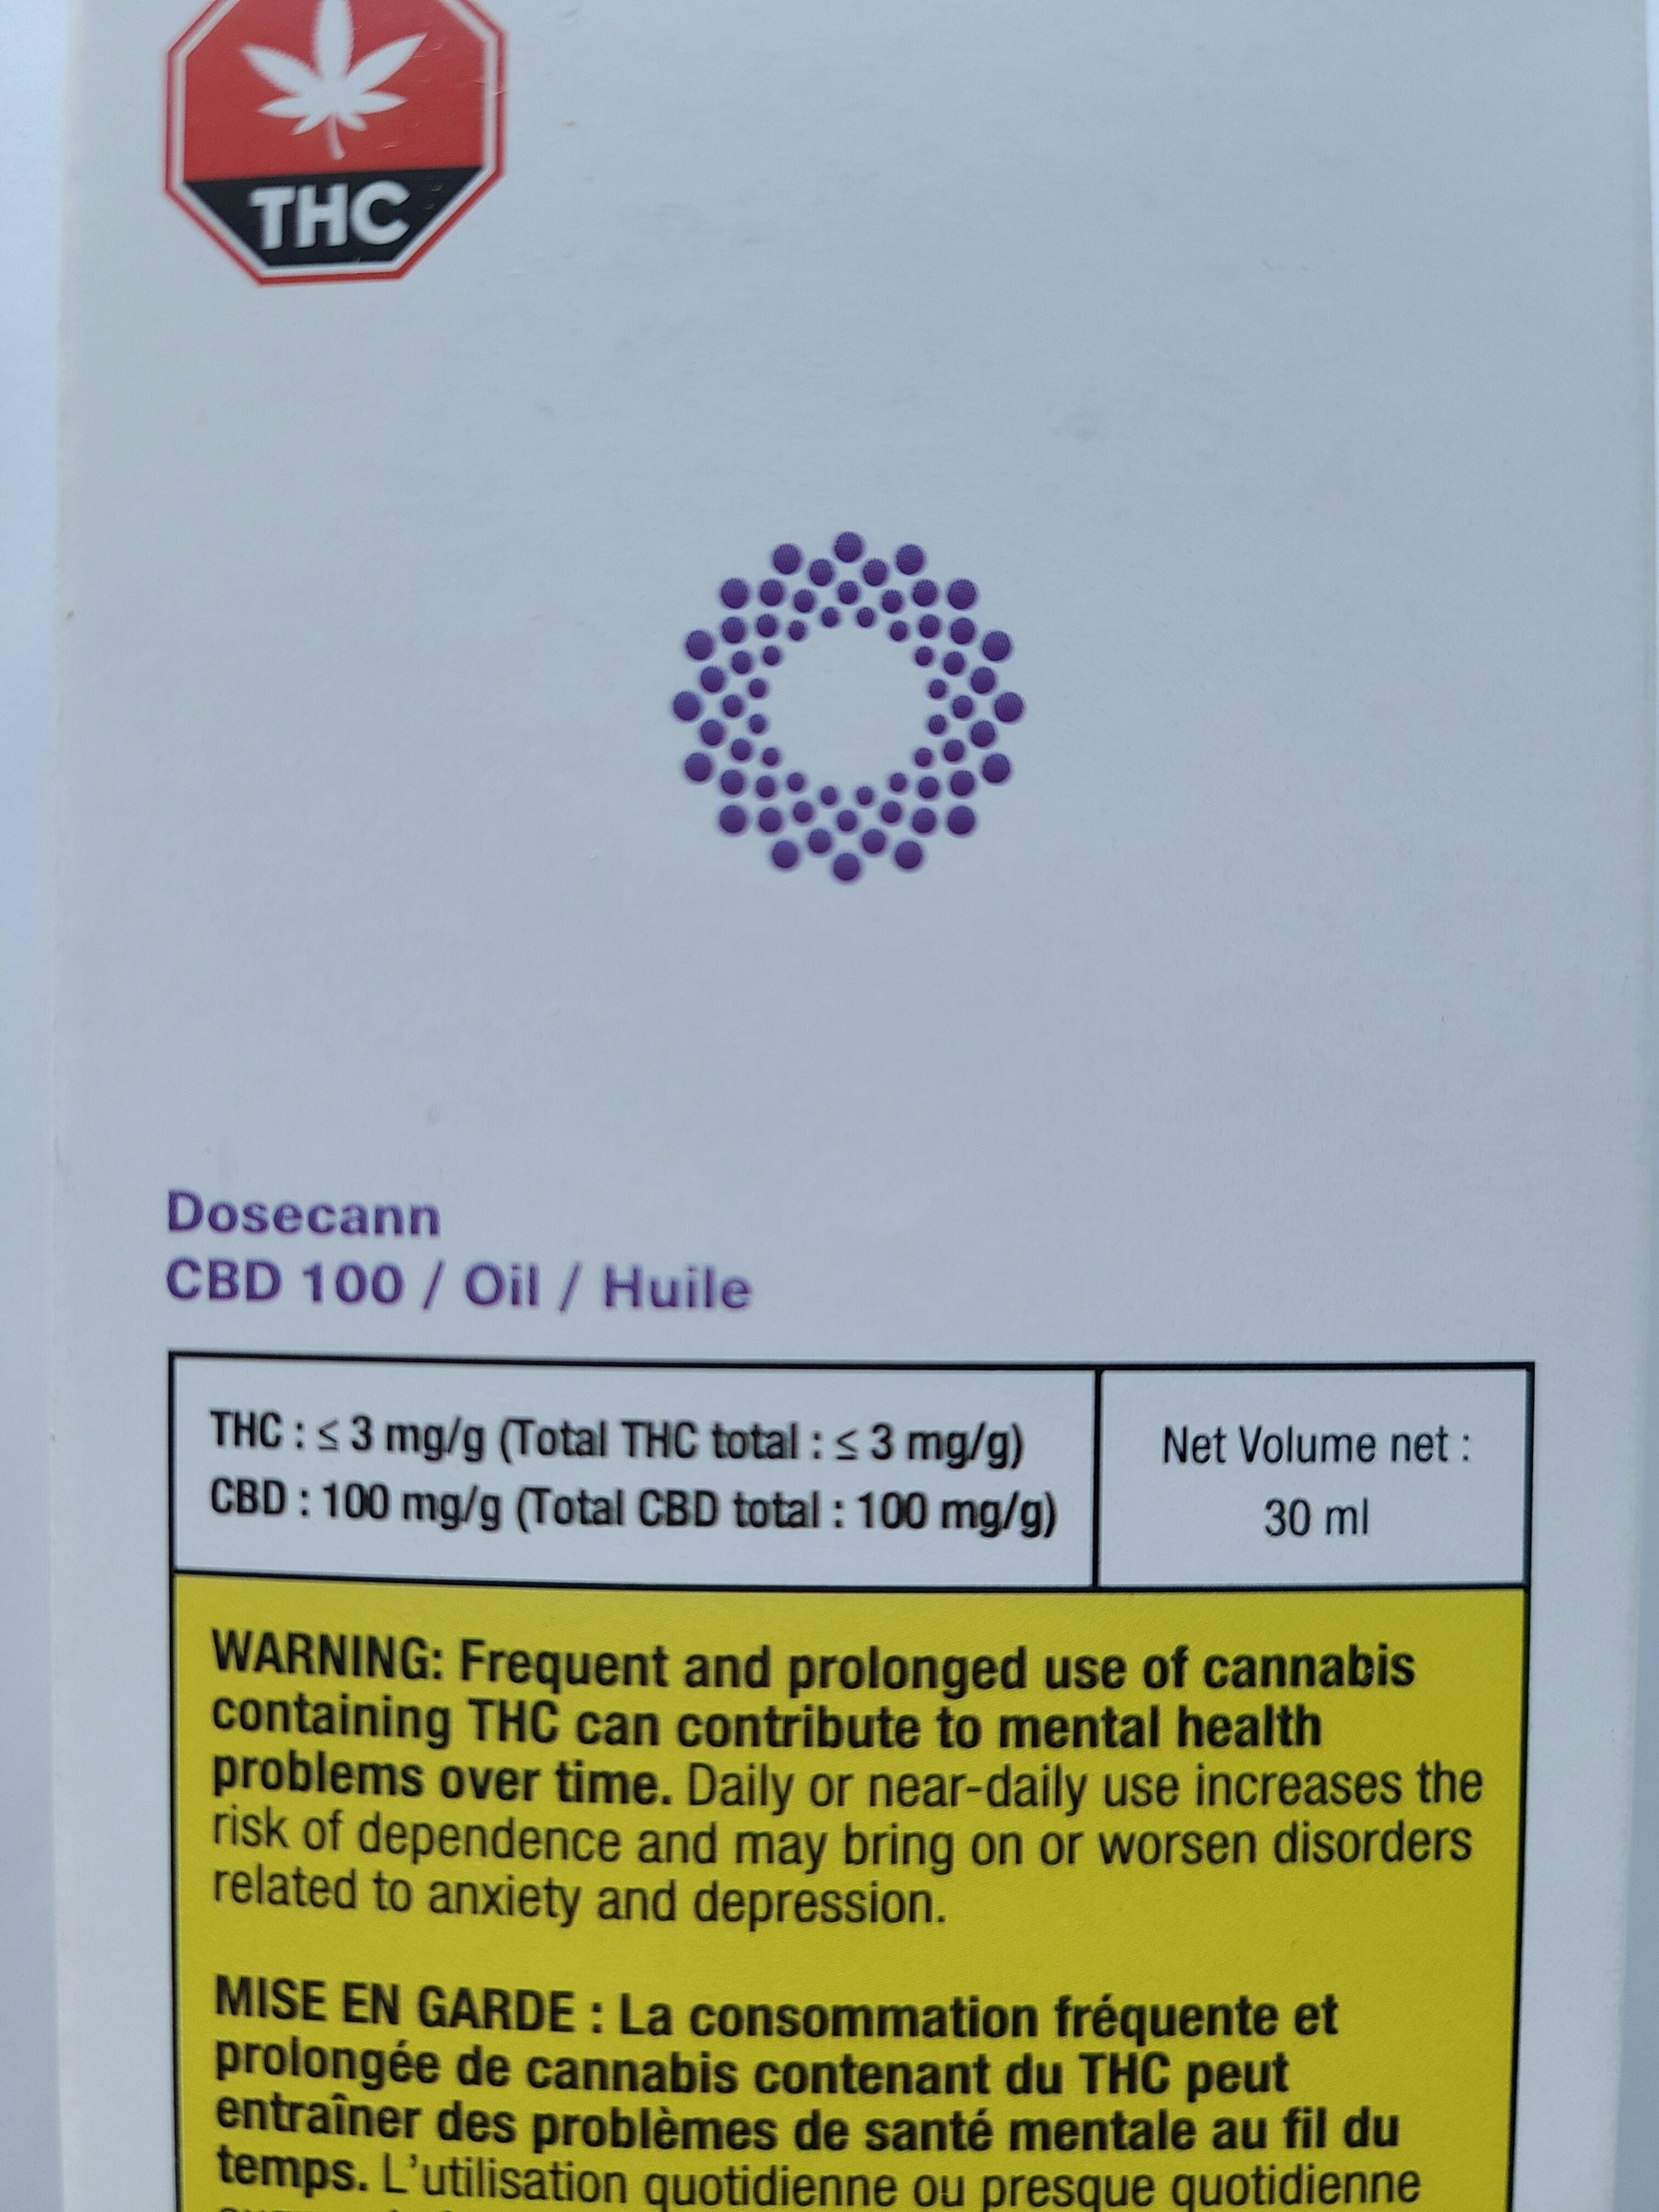 THC
Dosecann
CBD 100 / Oil / Huile
THC : ≤ 3 mg/g (Total THC total : ≤ 3 mg/g)
CBD : 100 mg/g (Total CBD total : 100 mg/g)
Net Volume net :
30 ml
WARNING: Frequent and prolonged use of cannabis
containing THC can contribute to mental health
problems over time. Daily or near-daily use increases the
risk of dependence and may bring on or worsen disorders
related to anxiety and depression.
MISE EN GARDE : La consommation fréquente et
prolongée de cannabis contenant du THC peut
entraîner des problèmes de santé mentale au fil du
temps. L'utilisation quotidienne ou presque quotidienne